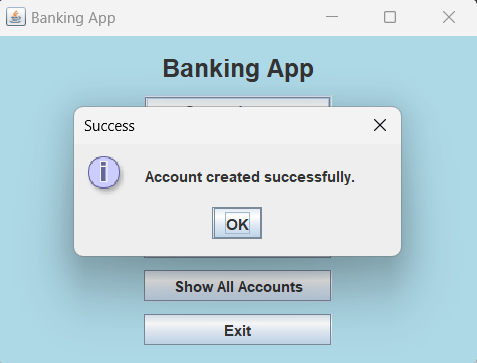 Banking App
Banking App
Success
Account created successfully.
OK
Show All Accounts
Exit